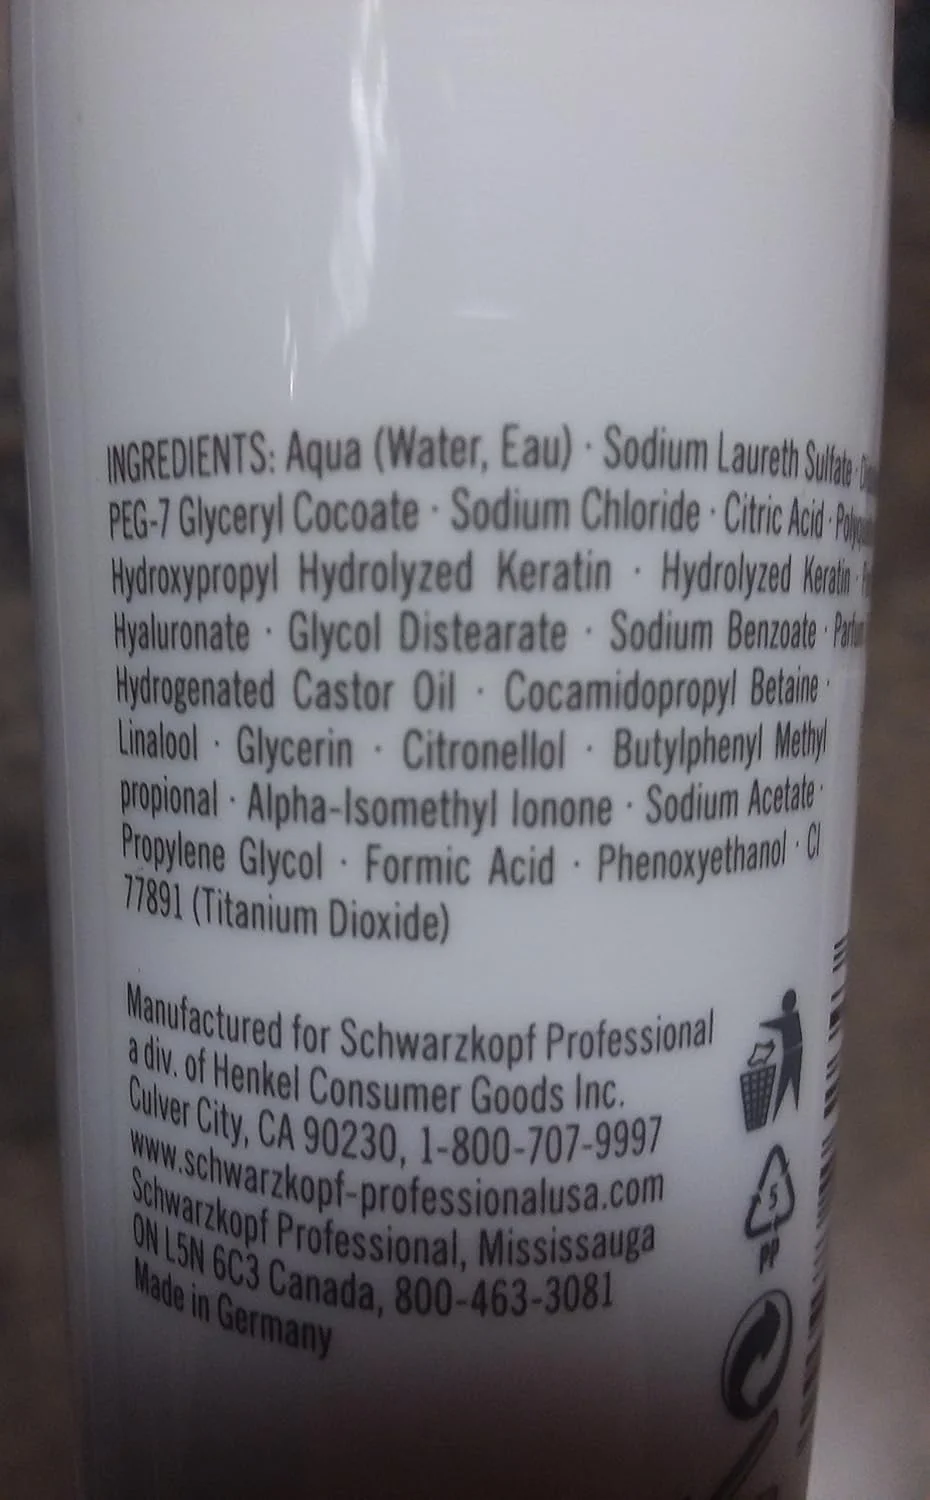 INGREDIENTS: Aqua (Water, Eau) · Sodium Laureth Sulfate ·
PEG-7 Glyceryl Cocoate · Sodium Chloride · Citric Acid ·
Hydroxypropyl Hydrolyzed Keratin · Hydrolyzed Keratin ·
Hyaluronate · Glycol Distearate · Sodium Benzoate ·
Hydrogenated Castor Oil · Cocamidopropyl Betaine ·
Linalool · Glycerin · Citronellol · Butylphenyl Methyl
propional · Alpha-Isomethyl Ionone · Sodium Acetate ·
Propylene Glycol · Formic Acid · Phenoxyethanol · CI
77891 (Titanium Dioxide)
Manufactured for Schwarzkopf Professional
a div. of Henkel Consumer Goods Inc.
Culver City, CA 90230, 1-800-707-9997
www.schwarzkopf-professionalusa.com
Schwarzkopf Professional, Mississauga
ON L5N 6C3 Canada, 800-463-3081
Made in Germany
5
PP